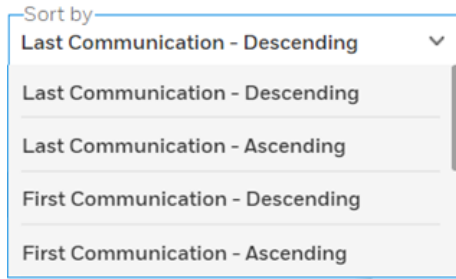 Sort by
Last Communication - Descending
Last Communication - Descending
Last Communication - Ascending
First Communication - Descending
First Communication - Ascending